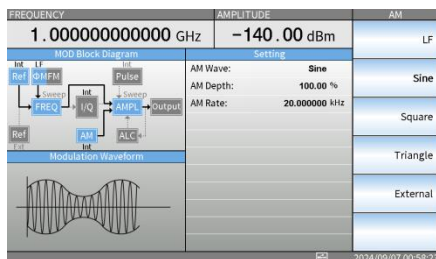 FREQUENCY AMPLITUDE AM
1.000000000000 GHz -140.00 dBm
LF
MOD Block Diagram Setting
Int LF Int
Ref ΦM FM Pulse
AM Wave: Sine
Sine
Int
Sweep Sweep
AM Depth: 100.00 %
FREQ I/Q AMPL Output
AM Rate: 20.000000 kHz
Square
Ref AM ALC
Ext Int
Modulation Waveform
Triangle
External
2024/09/07 00:58:2